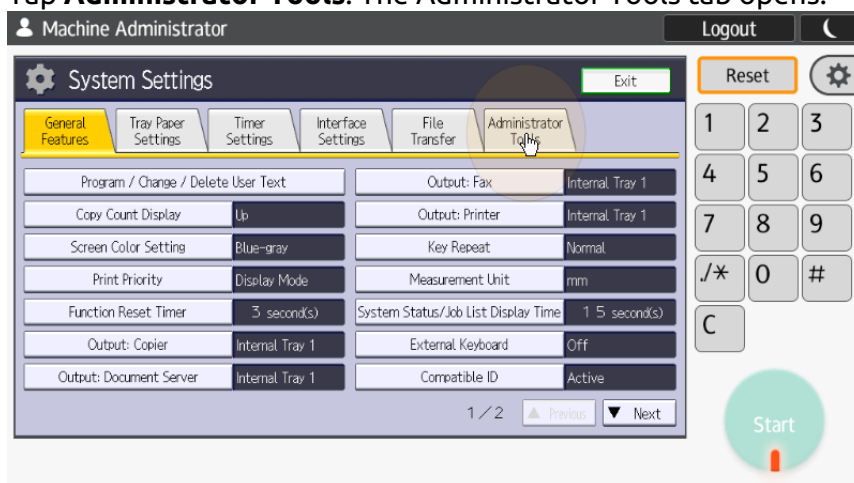 Tap Administrator Tools. The Administrator Tools tab opens.
Machine Administrator Logout
System Settings Exit Reset
General Features Tray Paper Settings Timer Settings Interface Settings File Transfer Administrator Tools
1 2 3
Program / Change / Delete User Text Output: Fax Internal Tray 1
4 5 6
Copy Count Display Up Output: Printer Internal Tray 1
7 8 9
Screen Color Setting Blue-gray Key Repeat Normal
Print Priority Display Mode Measurement Unit mm
./* 0 #
Function Reset Timer 3 second(s) System Status/Job List Display Time 15 second(s)
C
Output: Copier Internal Tray 1 External Keyboard Off
Output: Document Server Internal Tray 1 Compatible ID Active
1/2 ▲ Previous ▼ Next
Start